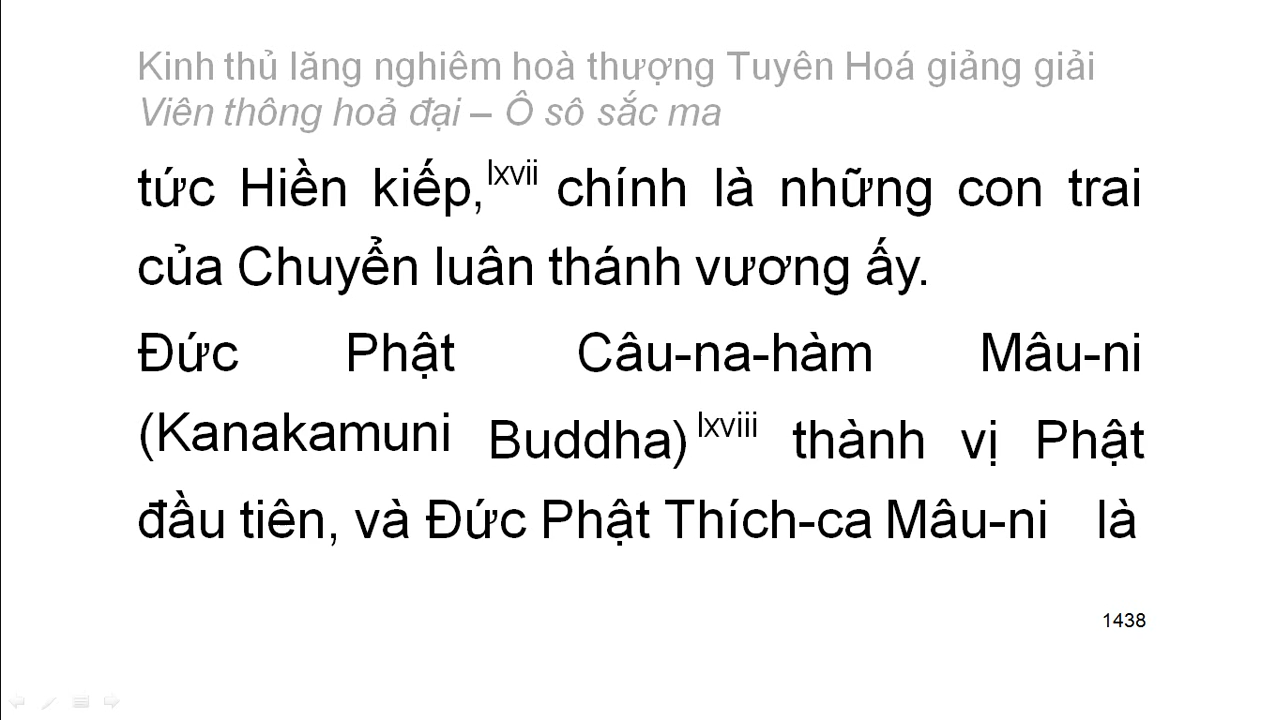 Kinh thủ lăng nghiêm hoà thượng Tuyên Hoá giảng giải
Viên thông hoả đại – Ô sô sắc ma
tức Hiền kiếp,lxvii chính là những con trai
của Chuyển luân thánh vương ấy.
Đức Phật Câu-na-hàm Mâu-ni
(Kanakamuni Buddha) lxviii thành vị Phật
đầu tiên, và Đức Phật Thích-ca Mâu-ni là
1438